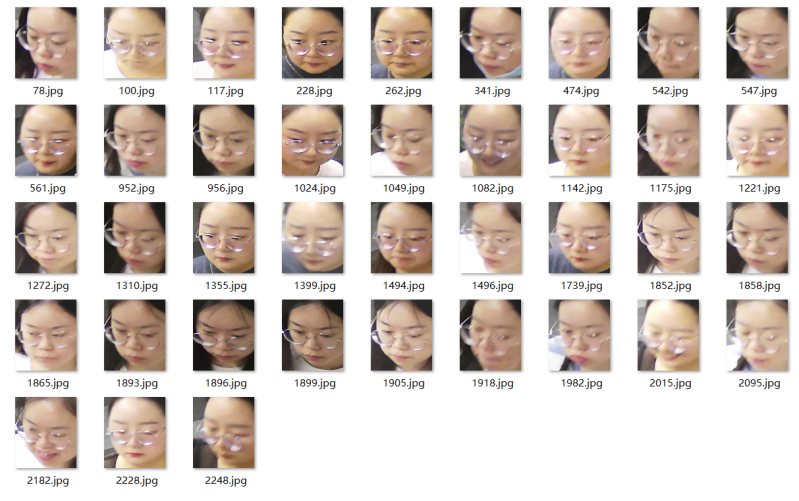 78.jpg 100.jpg 117.jpg 228.jpg 262.jpg 341.jpg 474.jpg 542.jpg 547.jpg
561.jpg 952.jpg 956.jpg 1024.jpg 1049.jpg 1082.jpg 1142.jpg 1175.jpg 1221.jpg
1272.jpg 1310.jpg 1355.jpg 1399.jpg 1494.jpg 1496.jpg 1739.jpg 1852.jpg 1858.jpg
1865.jpg 1893.jpg 1896.jpg 1899.jpg 1905.jpg 1918.jpg 1982.jpg 2015.jpg 2095.jpg
2182.jpg 2228.jpg 2248.jpg